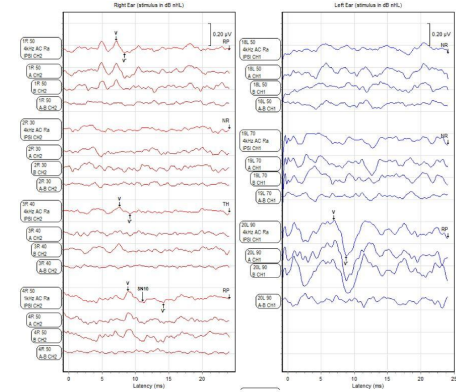 Right Ear (stimulus in dB nHL)
0.20 µV
1R 50
4kHz AC Ra
IPSI CH2
V
V'
RP
1R 50
A CH2
1R 50
B CH2
1R 50
A-B CH2
2R 30
4kHz AC Ra
IPSI CH2
NR
2R 30
A CH2
2R 30
B CH2
2R 30
A-B CH2
3R 40
4kHz AC Ra
IPSI CH2
V
V'
TH
3R 40
A CH2
3R 40
B CH2
3R 40
A-B CH2
4R 50
1kHz AC Ra
IPSI CH2
V
SN10
V'
RP
4R 50
A CH2
4R 50
B CH2
4R 50
A-B CH2
0 5 10 15 20
Latency (ms)
Left Ear (stimulus in dB nHL)
0.20 µV
18L 50
4kHz AC Ra
IPSI CH1
NR
18L 50
A CH1
18L 50
B CH1
18L 50
A-B CH1
19L 70
4kHz AC Ra
IPSI CH1
NR
19L 70
A CH1
19L 70
B CH1
19L 70
A-B CH1
20L 90
4kHz AC Ra
IPSI CH1
V
V'
RP
20L 90
A CH1
20L 90
B CH1
20L 90
A-B CH1
0 5 10 15 20 25
Latency (ms)